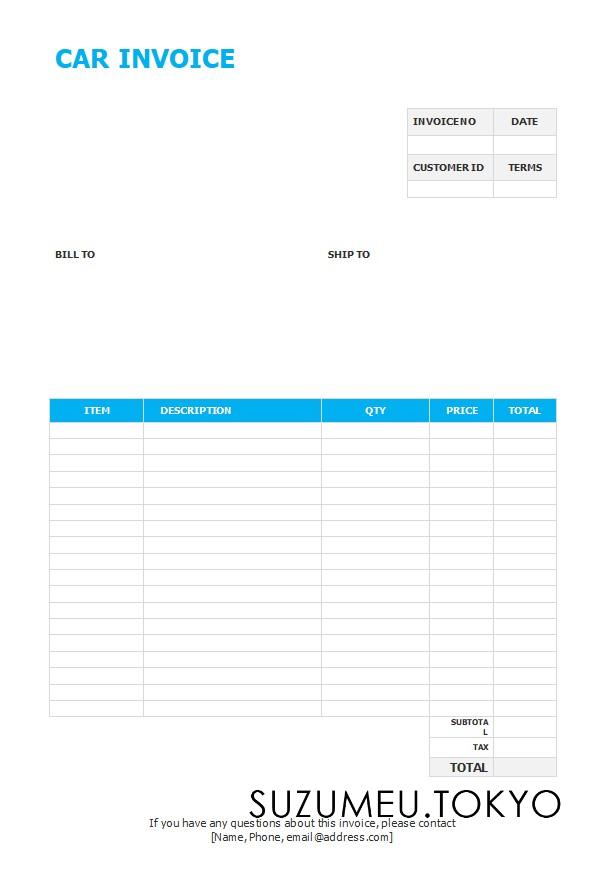 CAR INVOICE
INVOICE NO DATE
CUSTOMER ID TERMS
BILL TO SHIP TO
ITEM DESCRIPTION QTY PRICE TOTAL
SUBTOTA
L
TAX
TOTAL
SUZUMEU.TOKYO
If you have any questions about this invoice, please contact
[Name, Phone, email@address.com]